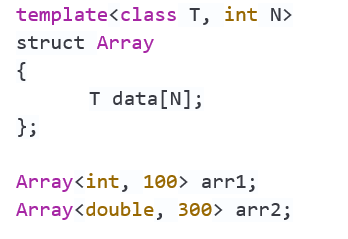 template<class T, int N>
struct Array
{
      T data[N];
};

Array<int, 100> arr1;
Array<double, 300> arr2;